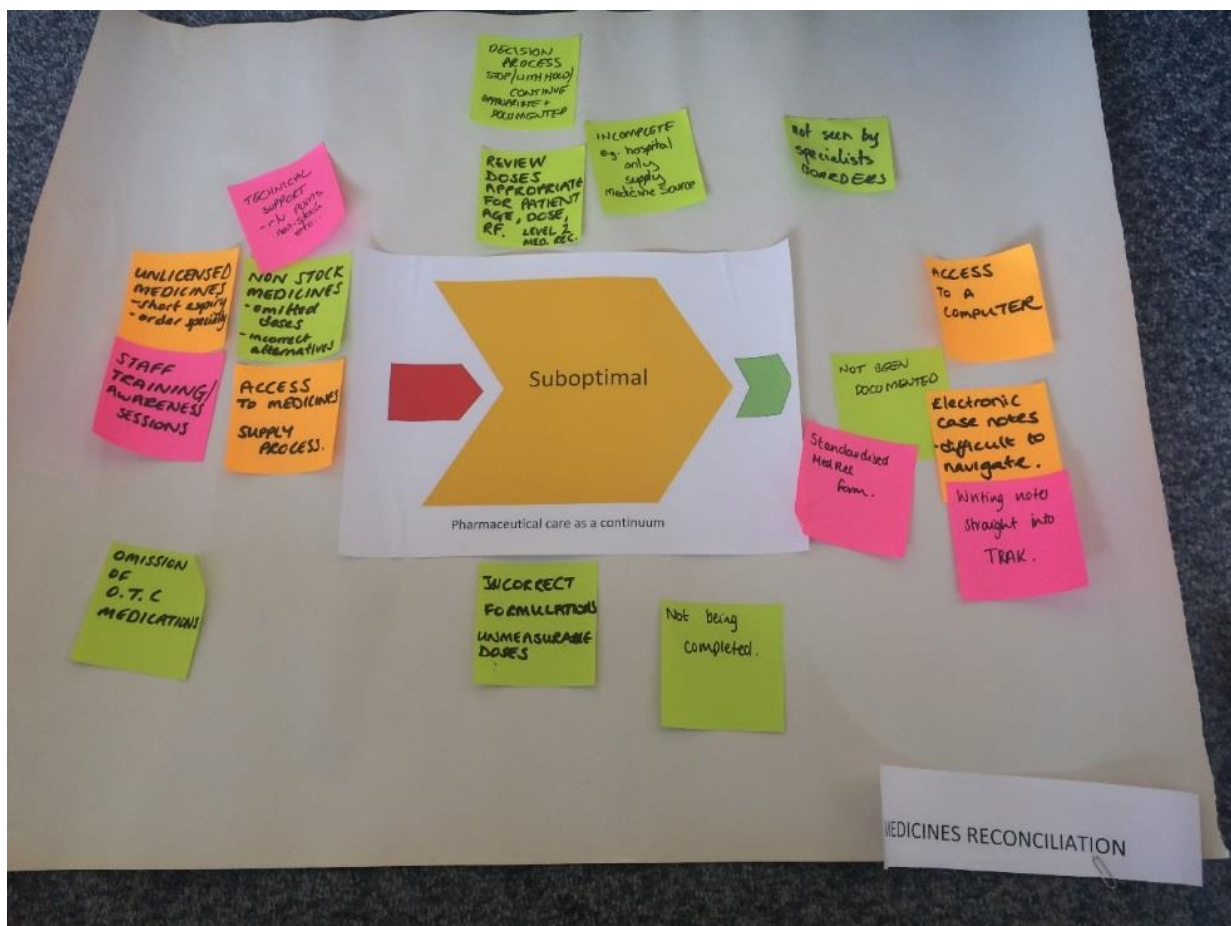 DECISION
PROCESS
STOP/WITHHOLD/
CONTINUE
APPROPRIATE +
DOCUMENTED
INCOMPLETE
e.g. hospital
only
supply
Medicine Source
Not seen by
specialists
BOARDERS
REVIEW
DOSES
APPROPRIATE
FOR PATIENT
AGE, DOSE,
RF. LEVEL 2
MED. REC.
TECHNICAL
SUPPORT
non-stock
etc..
UNLICENSED
MEDICINES
-short expiry
-order specially
NON STOCK
MEDICINES
-omitted
doses
-incorrect
alternatives
STAFF
TRAINING/
AWARENESS
SESSIONS
ACCESS
TO MEDICINES
SUPPLY
PROCESS.
Suboptimal
Pharmaceutical care as a continuum
ACCESS
TO A
COMPUTER
NOT BEEN
DOCUMENTED
Electronic
case notes
-difficult to
navigate.
Standardised
MedRec
form.
Writing notes
straight into
TRAK.
OMISSION
OF
O.T.C
MEDICATIONS
INCORRECT
FORMULATIONS
UNMEASURABLE
DOSES
Not being
completed.
MEDICINES RECONCILIATION